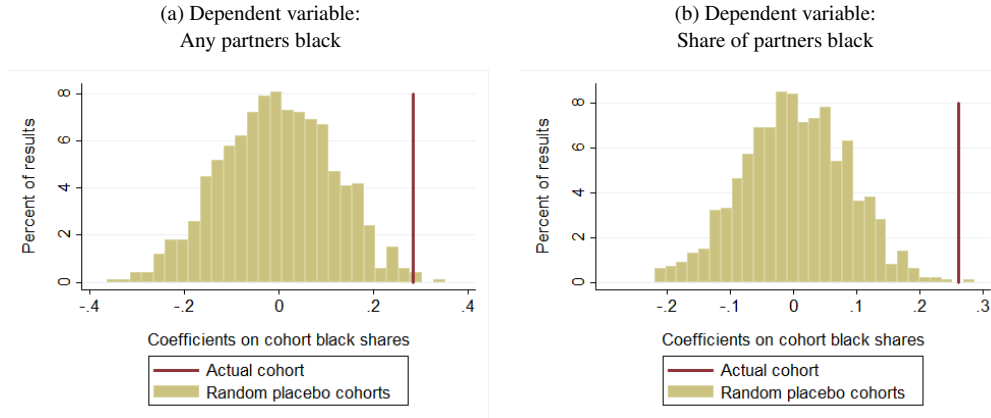 (a) Dependent variable:
Any partners black
Percent of results
8
6
4
2
0
-.4
-.2
0
.2
.4
Coefficients on cohort black shares
Actual cohort
Random placebo cohorts
(b) Dependent variable:
Share of partners black
Percent of results
8
6
4
2
0
-.2
-.1
0
.1
.2
.3
Coefficients on cohort black shares
Actual cohort
Random placebo cohorts